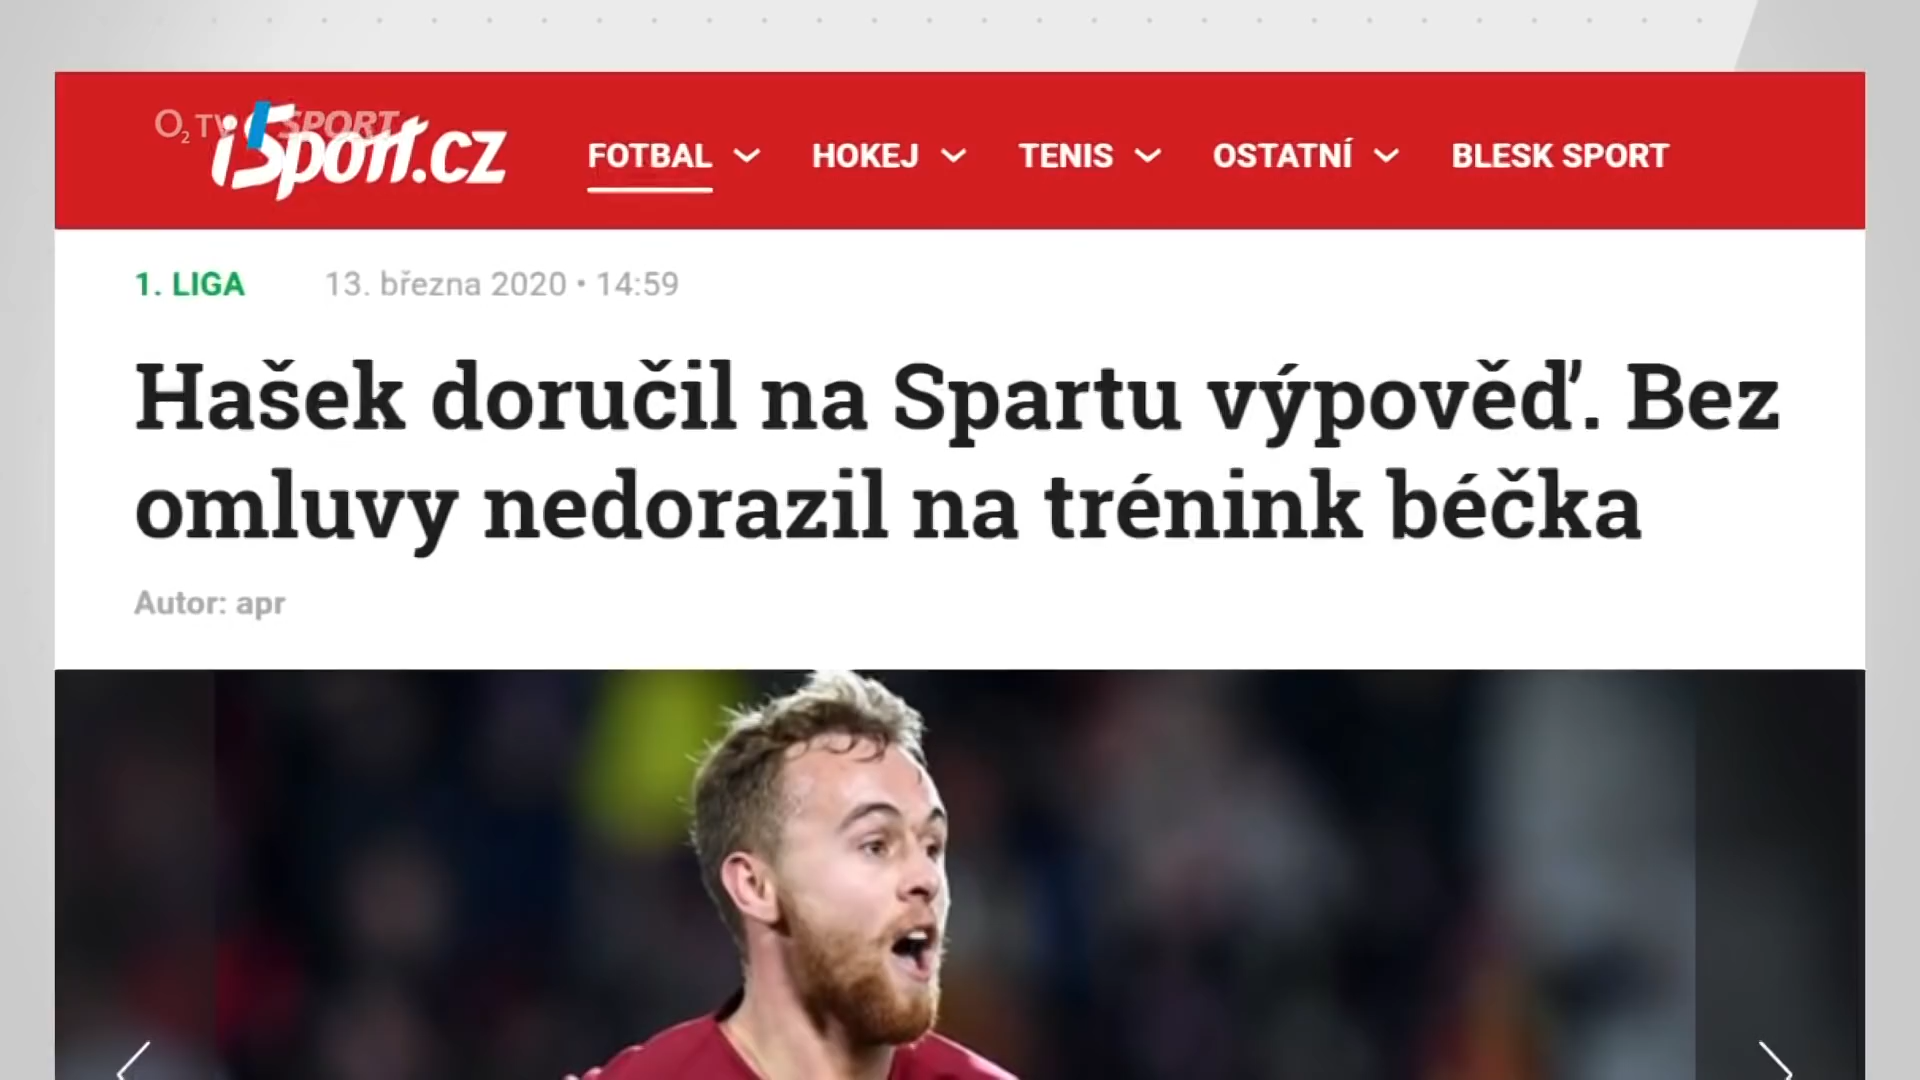 O2 TV SPORT
iSport.cz FOTBAL HOKEJ TENIS OSTATNÍ BLESK SPORT
1. LIGA 13. března 2020 • 14:59
Hašek doručil na Spartu výpověď. Bez
omluvy nedorazil na trénink béčka
Autor: apr